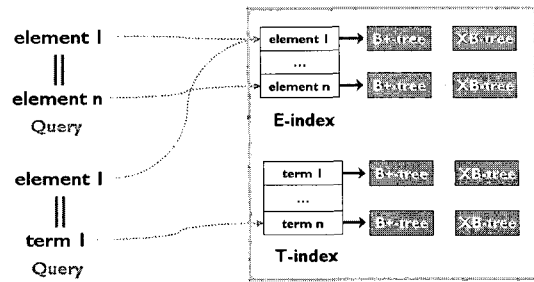 element 1
element n
Query
element 1
term 1
Query
element 1
...
element n
E-index
B+-tree
XB-tree
B+-tree
XB-tree
term 1
...
term n
T-index
B+-tree
XB-tree
B+-tree
XB-tree